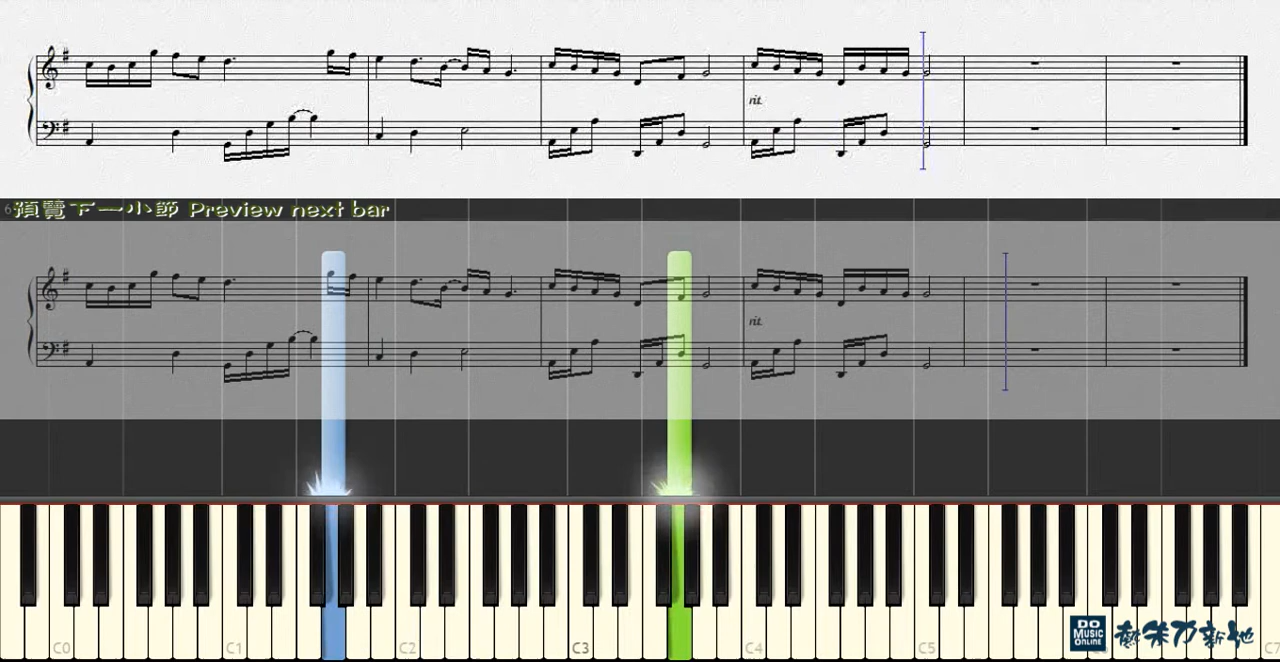 rit.
6預覽下一小節 Preview next bar
rit.
C0
C1
C2
C3
C4
C5
C7
DO
MUSIC
ONLINE